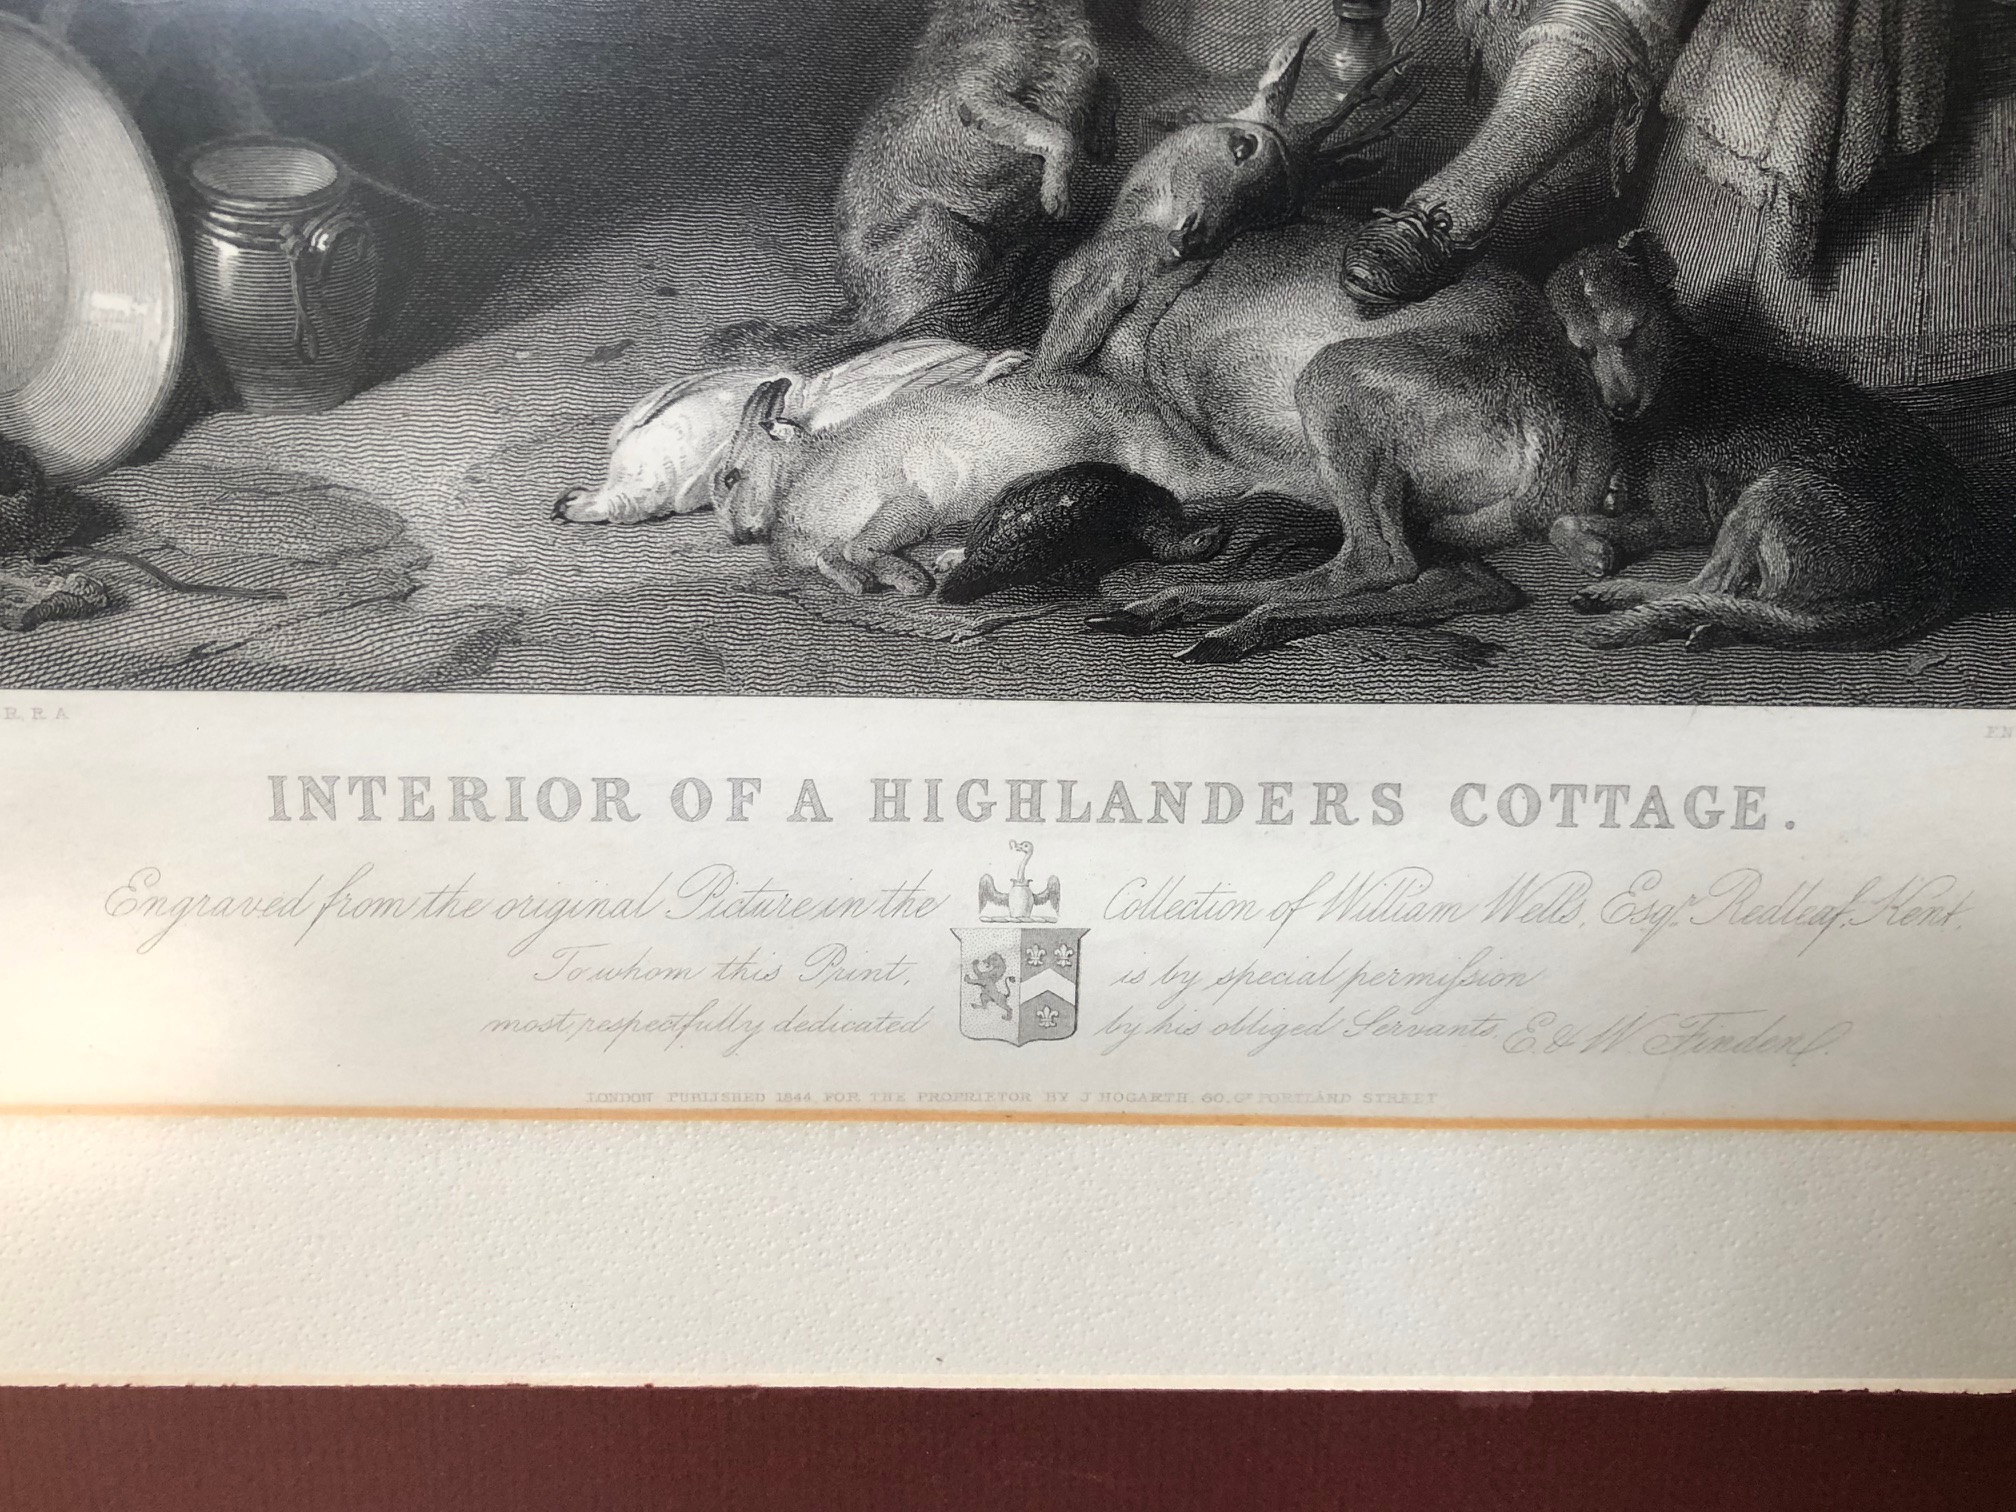 R, R A
EN
INTERIOR OF A HIGHLANDERS COTTAGE.
Engraved from the original Picture in the Collection of William Wells, Esqr. Redleaf, Kent,
To whom this Print, is by special permiſsion
most respectfully dedicated by his obliged Servants. E. & W. Finden.
LONDON PUBLISHED 1844, FOR THE PROPRIETOR BY J. HOGARTH, 60, Gt PORTLAND STREET